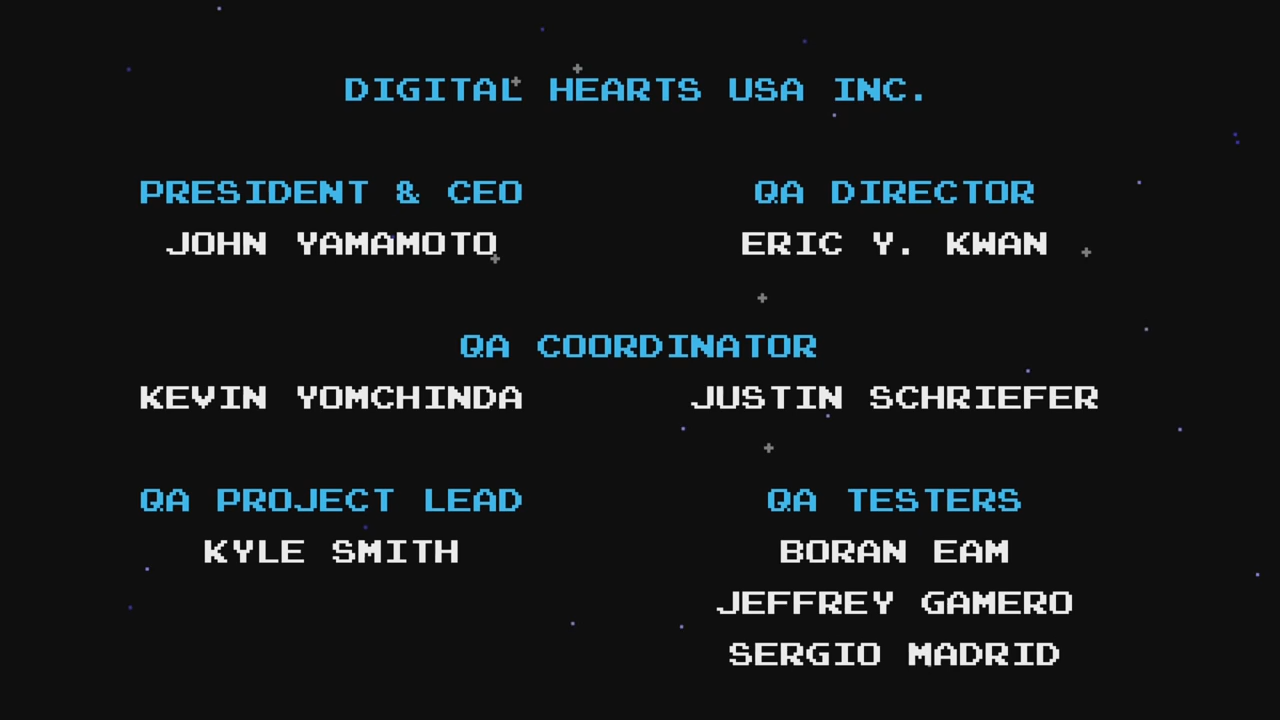 DIGITAL HEARTS USA INC.
PRESIDENT & CEO
JOHN YAMAMOTO
QA DIRECTOR
ERIC Y. KWAN
QA COORDINATOR
KEVIN YOMCHINDA
JUSTIN SCHRIEFER
QA PROJECT LEAD
KYLE SMITH
QA TESTERS
BORAN EAM
JEFFREY GAMERO
SERGIO MADRID